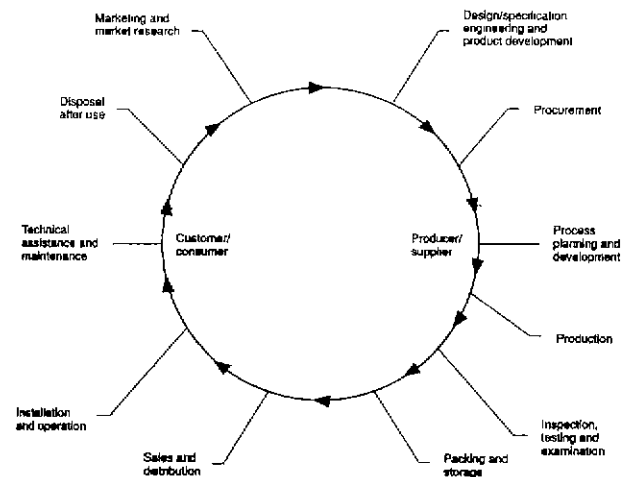 Marketing and
market research
Design/specification
engineering and
product development
Disposal
after use
Procurement
Technical
assistance and
maintenance
Customer/
consumer
Producer/
supplier
Process
planning and
development
Production
Installation
and operation
Inspection,
testing and
examination
Sales and
distribution
Packing and
storage